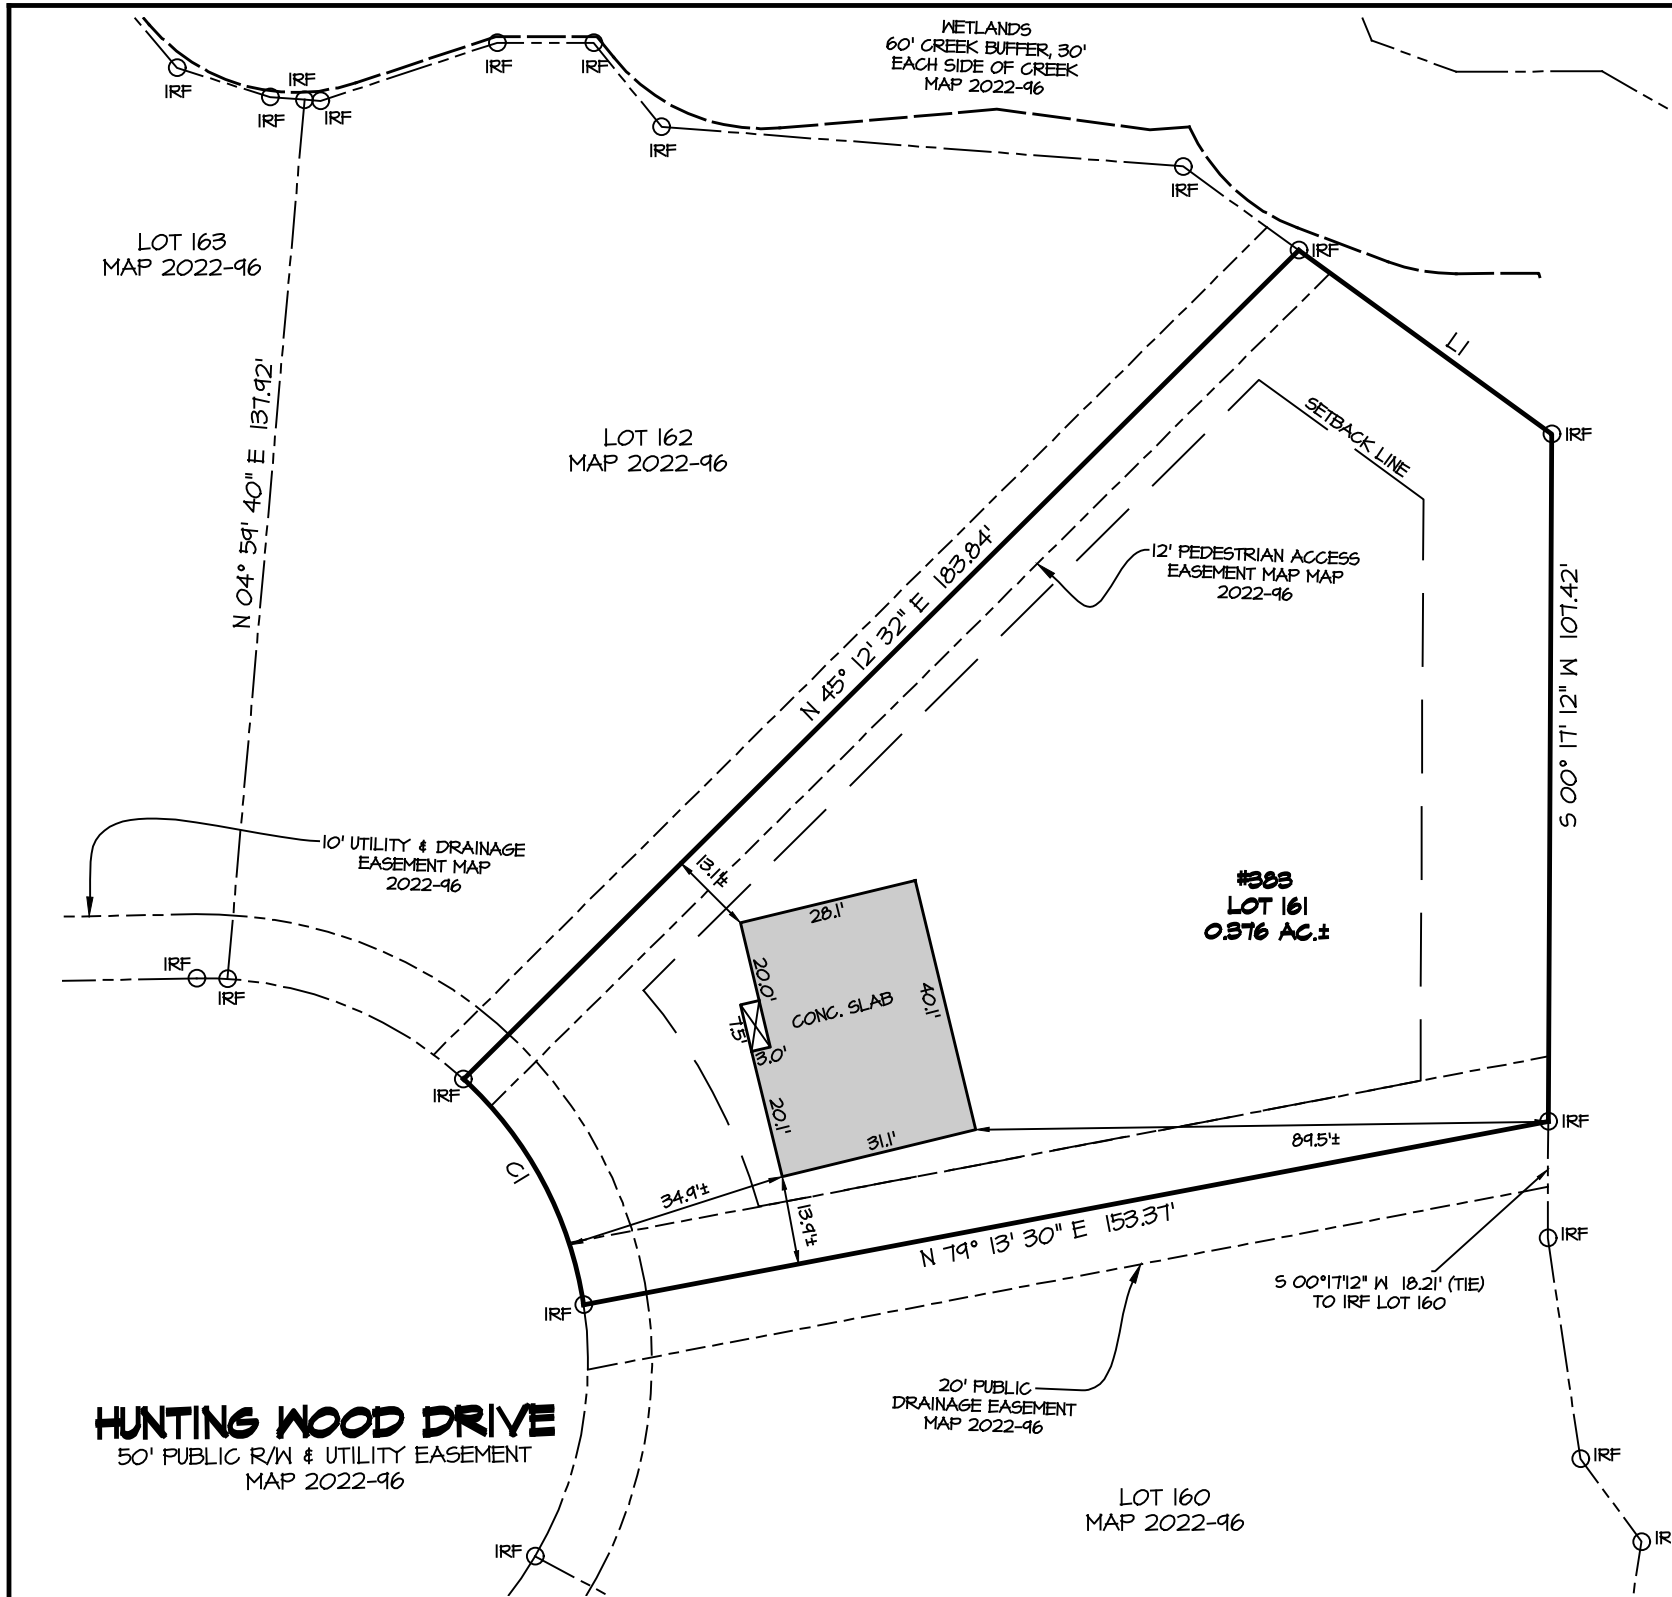 WETLANDS
60' CREEK BUFFER, 30'
EACH SIDE OF CREEK
MAP 2022-96
IRF
IRF
IRF
IRF
IRF
IRF
IRF
IRF
IRF
LOT 163
MAP 2022-96
N 04° 59' 40" E 137.92'
LOT 162
MAP 2022-96
L1
IRF
SETBACK LINE
N 45° 12' 32" E 183.84'
12' PEDESTRIAN ACCESS
EASEMENT MAP MAP
2022-96
S 00° 17' 12" W 107.42'
10' UTILITY & DRAINAGE
EASEMENT MAP
2022-96
13.1'±
28.1'
#383
LOT 161
0.376 AC.±
IRF
IRF
20.0'
CONC. SLAB
40.1'
7.5'
3.0'
IRF
20.1'
31.1'
89.5'±
IRF
C1
34.9'±
13.9'±
N 79° 13' 30" E 153.37'
IRF
IRF
S 00°17'12" W 18.21' (TIE)
TO IRF LOT 160
20' PUBLIC
DRAINAGE EASEMENT
MAP 2022-96
HUNTING WOOD DRIVE
50' PUBLIC R/W & UTILITY EASEMENT
MAP 2022-96
IRF
LOT 160
MAP 2022-96
IRF